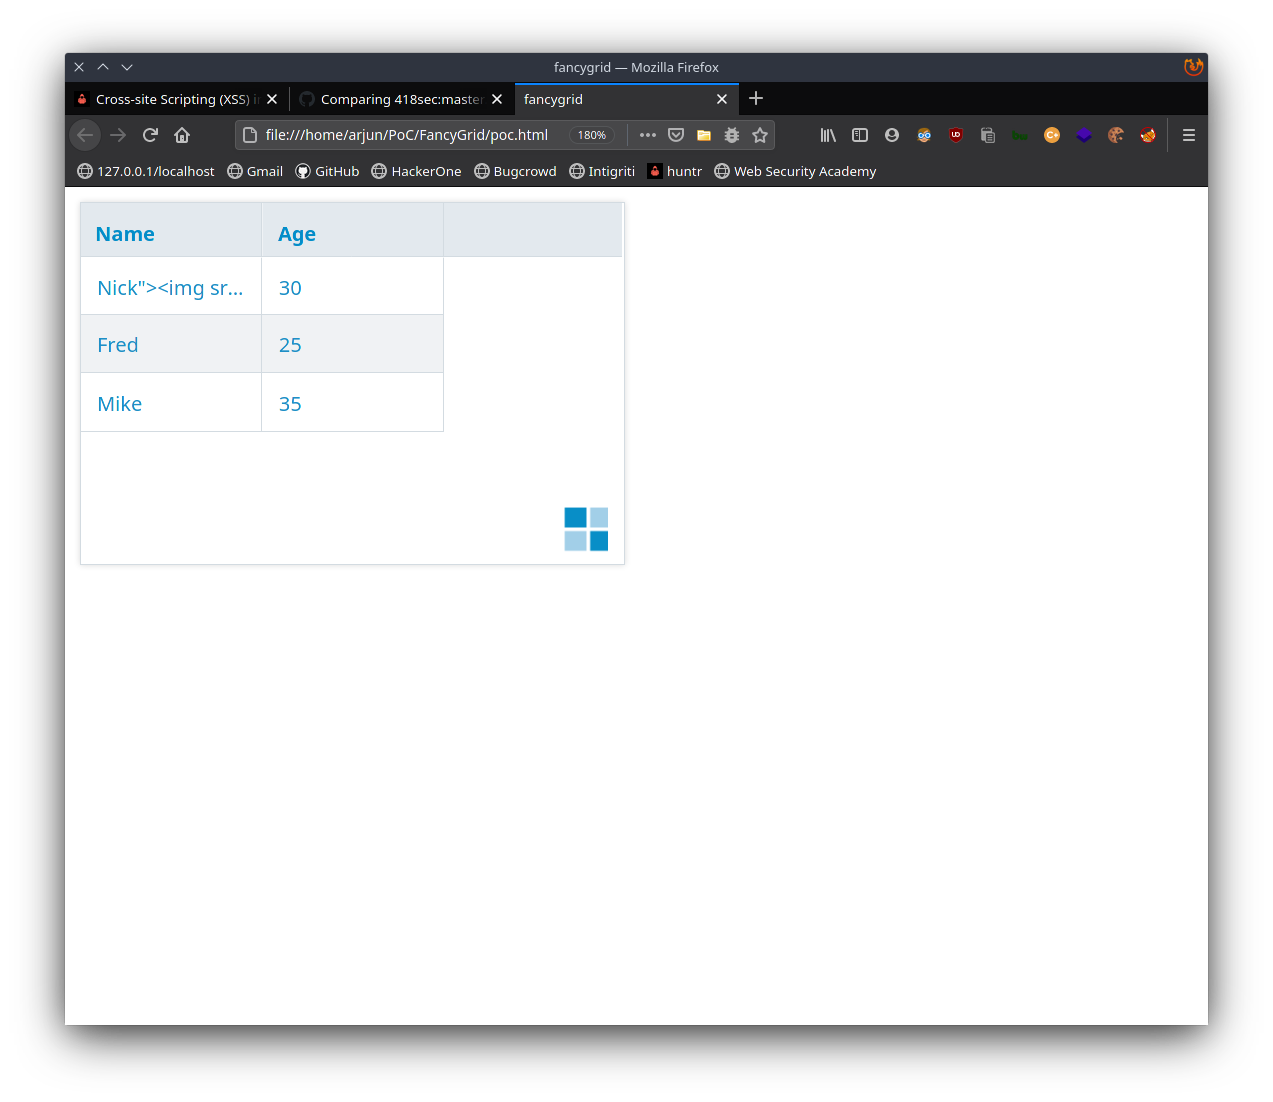 fancygrid — Mozilla Firefox
Cross-site Scripting (XSS) i
Comparing 418sec:master
fancygrid
file:///home/arjun/PoC/FancyGrid/poc.html
180%
127.0.0.1/localhost
Gmail
GitHub
HackerOne
Bugcrowd
Intigriti
huntr
Web Security Academy
Name Age
Nick"><img sr... 30
Fred 25
Mike 35